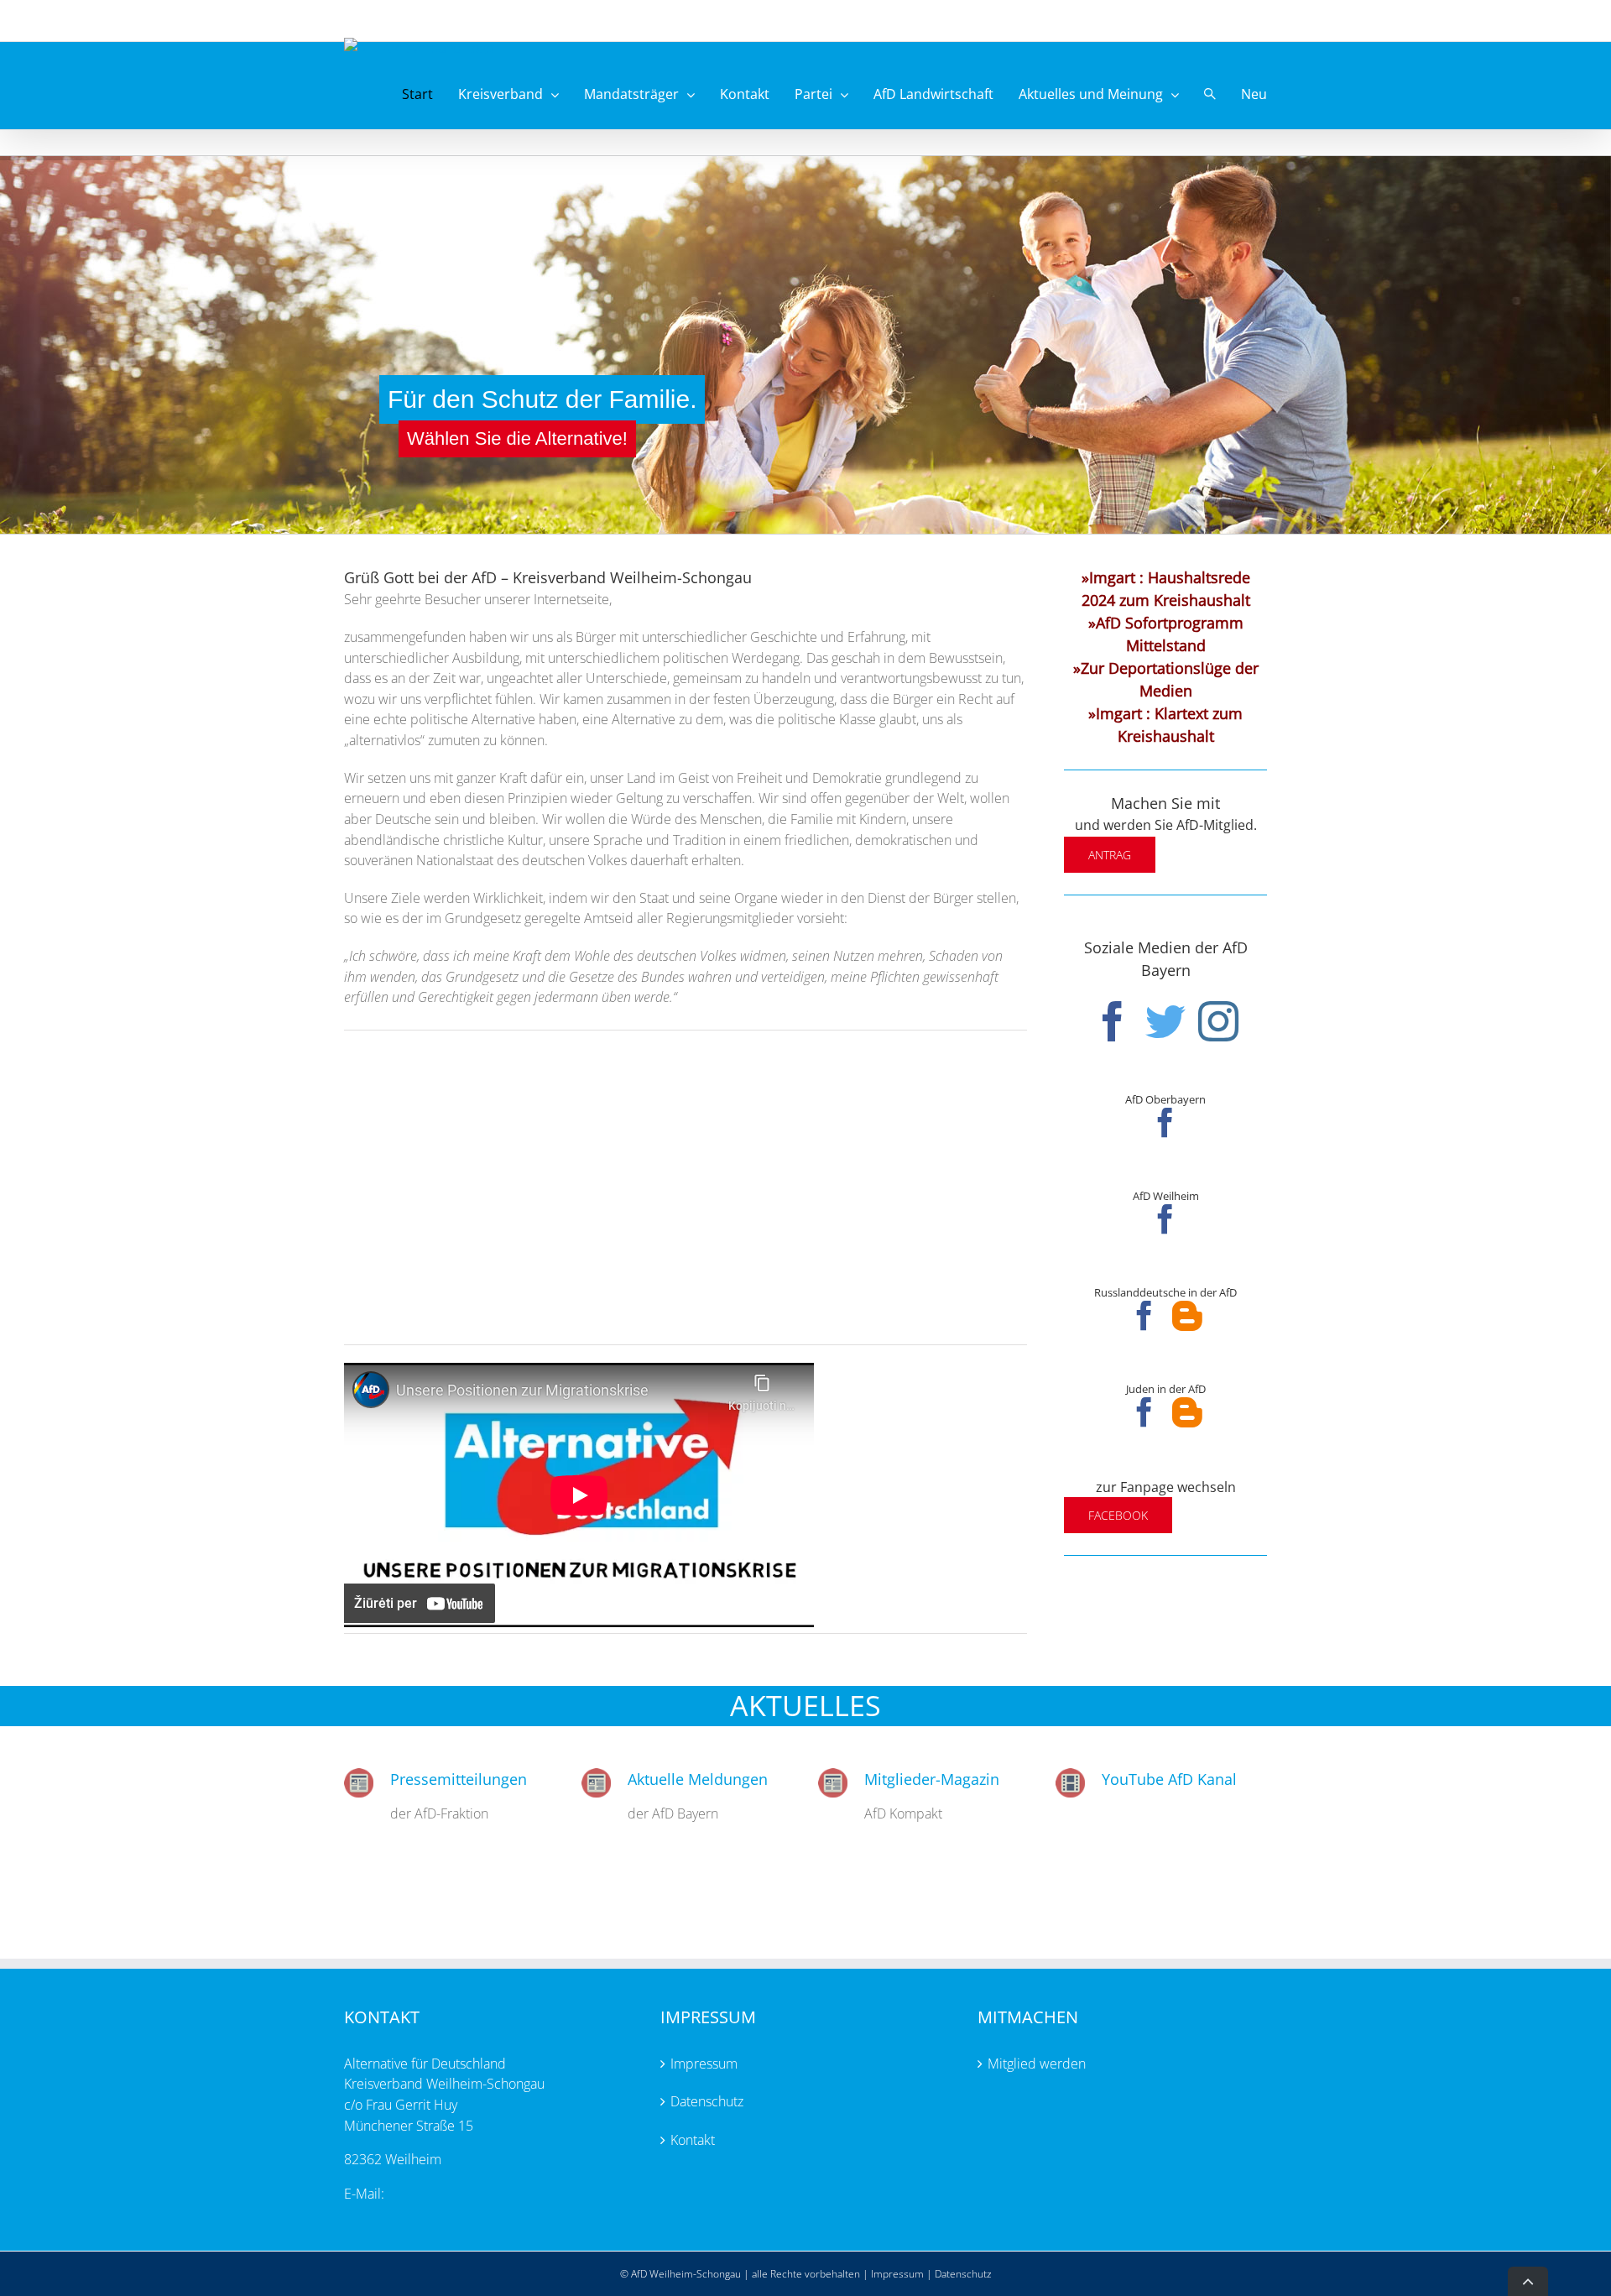 Start Kreisverband Mandatsträger Kontakt Partei AfD Landwirtschaft Aktuelles und Meinung Neu
Für den Schutz der Familie.
Wählen Sie die Alternative!
Grüß Gott bei der AfD – Kreisverband Weilheim-Schongau
Sehr geehrte Besucher unserer Internetseite,
zusammengefunden haben wir uns als Bürger mit unterschiedlicher Geschichte und Erfahrung, mit
unterschiedlicher Ausbildung, mit unterschiedlichem politischen Werdegang. Das geschah in dem Bewusstsein,
dass es an der Zeit war, ungeachtet aller Unterschiede, gemeinsam zu handeln und verantwortungsbewusst zu tun,
wozu wir uns verpflichtet fühlen. Wir kamen zusammen in der festen Überzeugung, dass die Bürger ein Recht auf
eine echte politische Alternative haben, eine Alternative zu dem, was die politische Klasse glaubt, uns als
„alternativlos“ zumuten zu können.
Wir setzen uns mit ganzer Kraft dafür ein, unser Land im Geist von Freiheit und Demokratie grundlegend zu
erneuern und eben diesen Prinzipien wieder Geltung zu verschaffen. Wir sind offen gegenüber der Welt, wollen
aber Deutsche sein und bleiben. Wir wollen die Würde des Menschen, die Familie mit Kindern, unsere
abendländische christliche Kultur, unsere Sprache und Tradition in einem friedlichen, demokratischen und
souveränen Nationalstaat des deutschen Volkes dauerhaft erhalten.
Unsere Ziele werden Wirklichkeit, indem wir den Staat und seine Organe wieder in den Dienst der Bürger stellen,
so wie es der im Grundgesetz geregelte Amtseid aller Regierungsmitglieder vorsieht:
„Ich schwöre, dass ich meine Kraft dem Wohle des deutschen Volkes widmen, seinen Nutzen mehren, Schaden von
ihm wenden, das Grundgesetz und die Gesetze des Bundes wahren und verteidigen, meine Pflichten gewissenhaft
erfüllen und Gerechtigkeit gegen jedermann üben werde.“
AfD
Unsere Positionen zur Migrationskrise
Kopijuoti n...
Alternative
Deutschland
UNSERE POSITIONEN ZUR MIGRATIONSKRISE
Žiūrėti per YouTube
»Imgart : Haushaltsrede
2024 zum Kreishaushalt
»AfD Sofortprogramm
Mittelstand
»Zur Deportationslüge der
Medien
»Imgart : Klartext zum
Kreishaushalt
Machen Sie mit
und werden Sie AfD-Mitglied.
ANTRAG
Soziale Medien der AfD
Bayern
AfD Oberbayern
AfD Weilheim
Russlanddeutsche in der AfD
Juden in der AfD
zur Fanpage wechseln
FACEBOOK
AKTUELLES
Pressemitteilungen
der AfD-Fraktion
Aktuelle Meldungen
der AfD Bayern
Mitglieder-Magazin
AfD Kompakt
YouTube AfD Kanal
KONTAKT
Alternative für Deutschland
Kreisverband Weilheim-Schongau
c/o Frau Gerrit Huy
Münchener Straße 15
82362 Weilheim
E-Mail:
IMPRESSUM
Impressum
Datenschutz
Kontakt
MITMACHEN
Mitglied werden
© AfD Weilheim-Schongau | alle Rechte vorbehalten | Impressum | Datenschutz